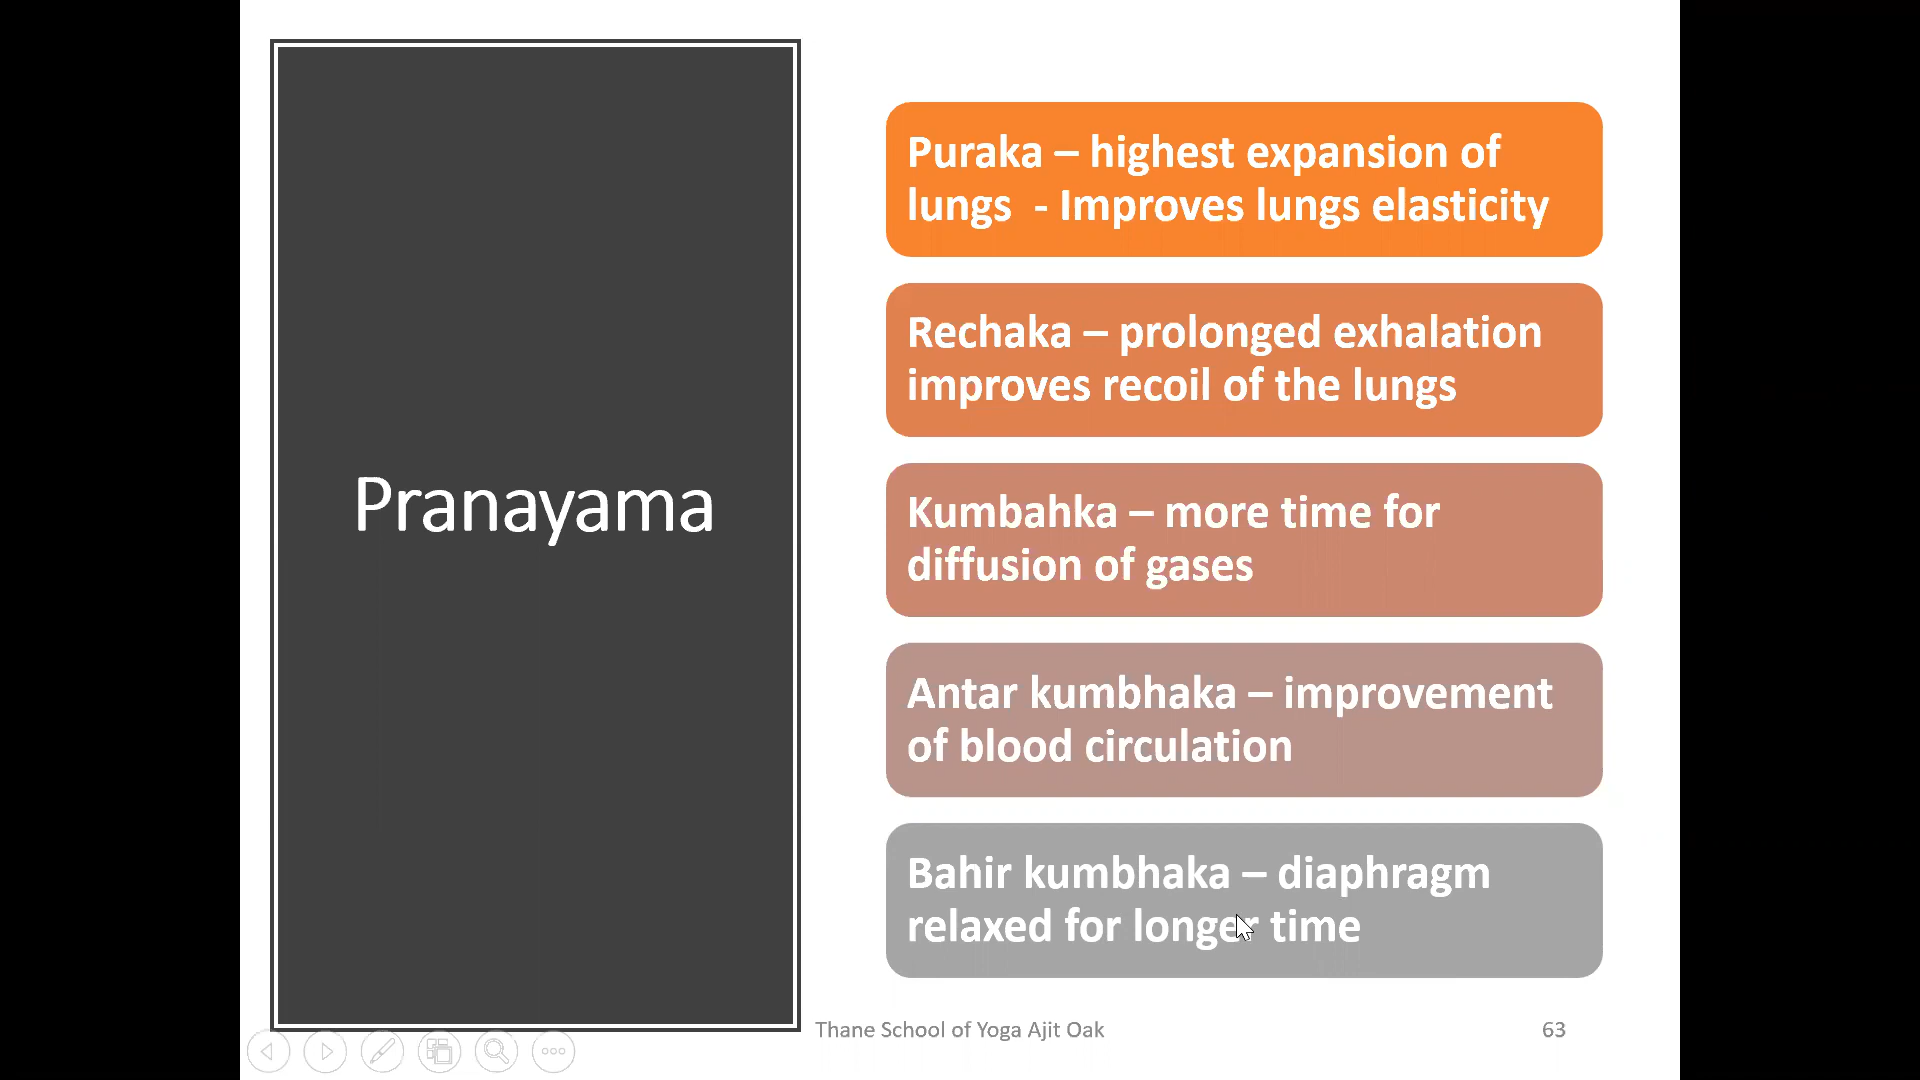 Pranayama
Puraka – highest expansion of
lungs  - Improves lungs elasticity
Rechaka – prolonged exhalation
improves recoil of the lungs
Kumbahka – more time for
diffusion of gases
Antar kumbhaka – improvement
of blood circulation
Bahir kumbhaka – diaphragm
relaxed for longer time
Thane School of Yoga Ajit Oak
63